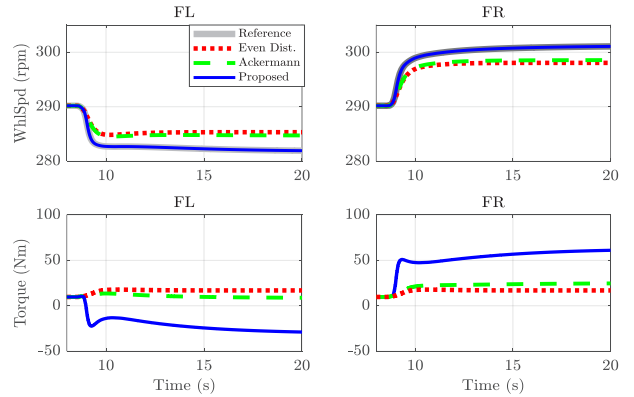 FL
FR
WhlSpd (rpm)
300
290
280
Reference
Even Dist.
Ackermann
Proposed
300
290
280
10
15
20
10
15
20
FL
FR
Torque (Nm)
100
50
0
-50
100
50
0
-50
10
15
20
10
15
20
Time (s)
Time (s)